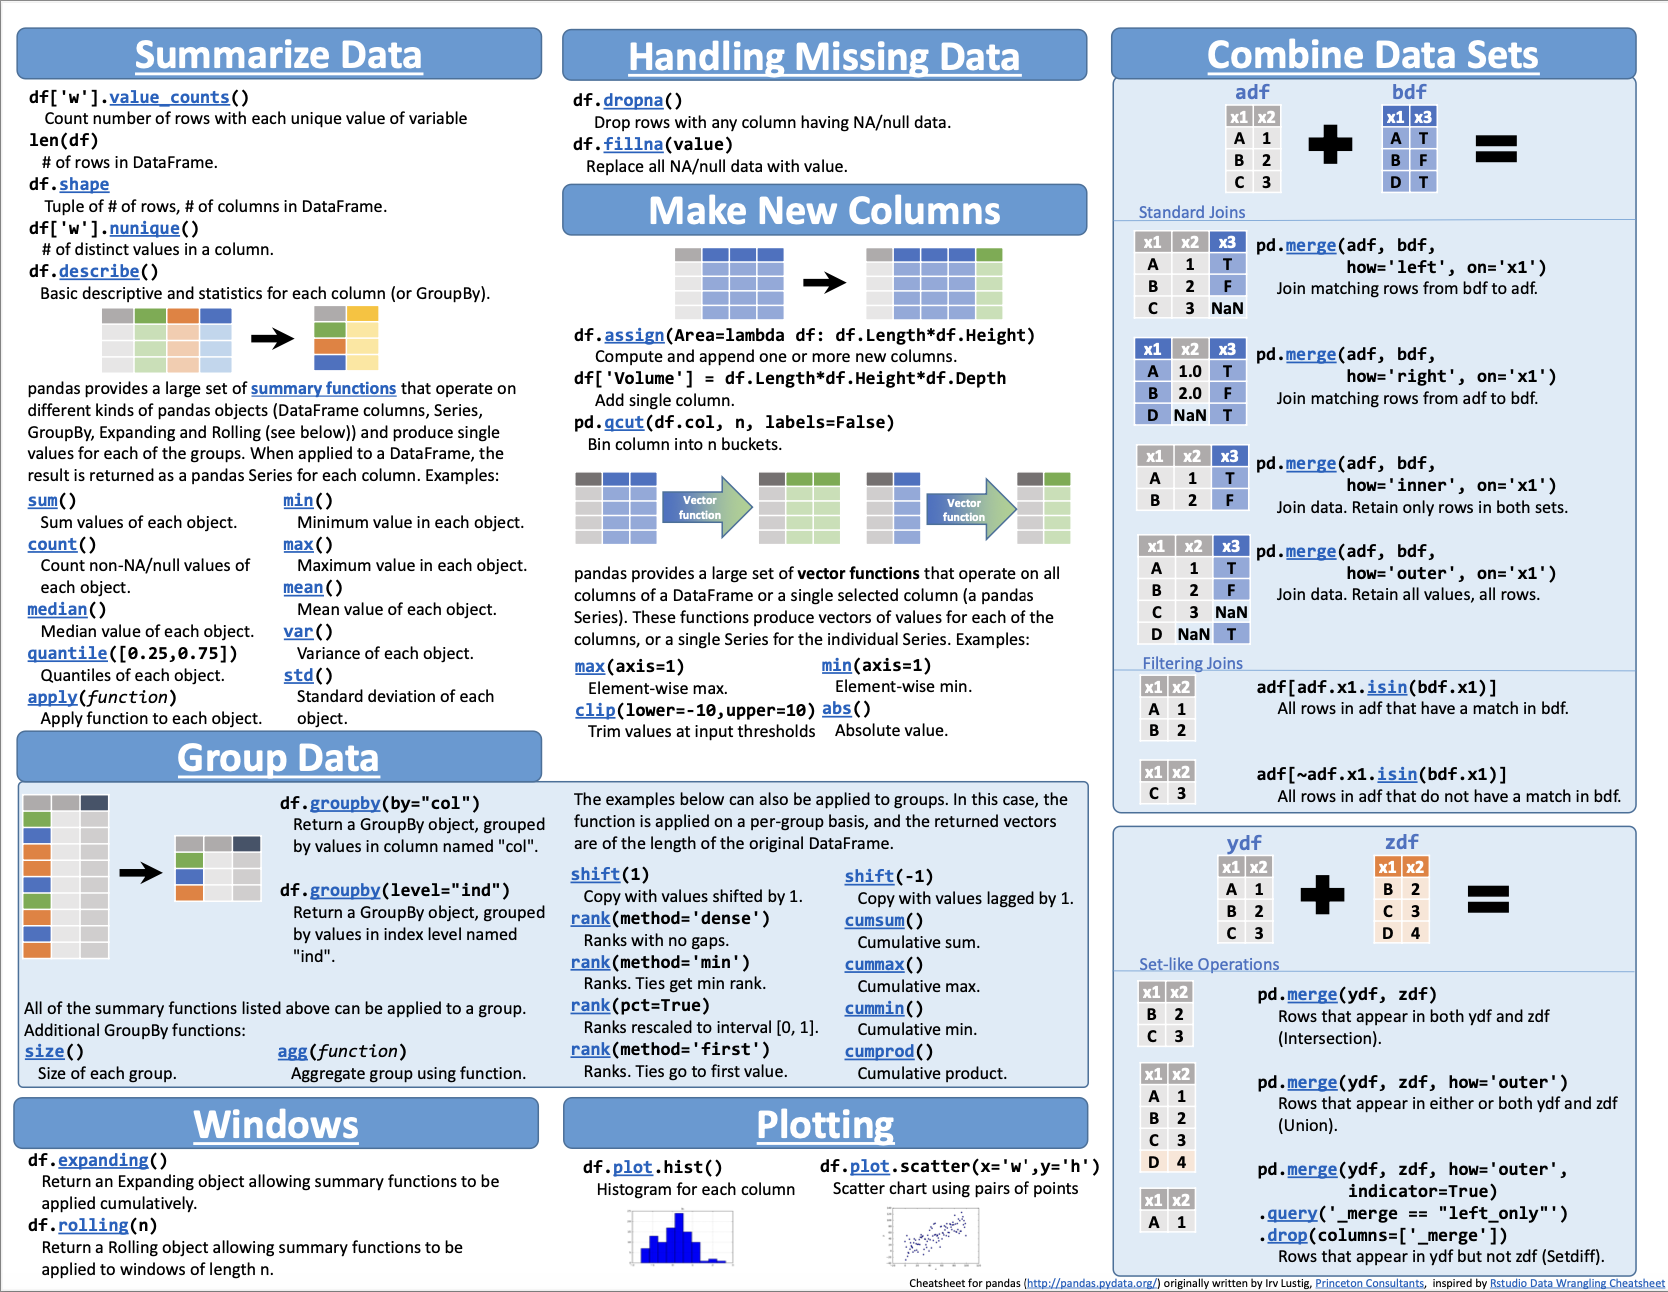 Summarize Data
df['w'].value_counts()
Count number of rows with each unique value of variable
len(df)
# of rows in DataFrame.
df.shape
Tuple of # of rows, # of columns in DataFrame.
df['w'].nunique()
# of distinct values in a column.
df.describe()
Basic descriptive and statistics for each column (or GroupBy).
pandas provides a large set of summary functions that operate on
different kinds of pandas objects (DataFrame columns, Series,
GroupBy, Expanding and Rolling (see below)) and produce single
values for each of the groups. When applied to a DataFrame, the
result is returned as a pandas Series for each column. Examples:
sum()
Sum values of each object.
count()
Count non-NA/null values of
each object.
median()
Median value of each object.
quantile([0.25,0.75])
Quantiles of each object.
apply(function)
Apply function to each object.
min()
Minimum value in each object.
max()
Maximum value in each object.
mean()
Mean value of each object.
var()
Variance of each object.
std()
Standard deviation of each
object.
Group Data
df.groupby(by="col")
Return a GroupBy object, grouped
by values in column named "col".
df.groupby(level="ind")
Return a GroupBy object, grouped
by values in index level named
"ind".
All of the summary functions listed above can be applied to a group.
Additional GroupBy functions:
size()
Size of each group.
agg(function)
Aggregate group using function.
The examples below can also be applied to groups. In this case, the
function is applied on a per-group basis, and the returned vectors
are of the length of the original DataFrame.
shift(1)
Copy with values shifted by 1.
rank(method='dense')
Ranks with no gaps.
rank(method='min')
Ranks. Ties get min rank.
rank(pct=True)
Ranks rescaled to interval [0, 1].
rank(method='first')
Ranks. Ties go to first value.
shift(-1)
Copy with values lagged by 1.
cumsum()
Cumulative sum.
cummax()
Cumulative max.
cummin()
Cumulative min.
cumprod()
Cumulative product.
Windows
df.expanding()
Return an Expanding object allowing summary functions to be
applied cumulatively.
df.rolling(n)
Return a Rolling object allowing summary functions to be
applied to windows of length n.
Handling Missing Data
df.dropna()
Drop rows with any column having NA/null data.
df.fillna(value)
Replace all NA/null data with value.
Make New Columns
df.assign(Area=lambda df: df.Length*df.Height)
Compute and append one or more new columns.
df['Volume'] = df.Length*df.Height*df.Depth
Add single column.
pd.qcut(df.col, n, labels=False)
Bin column into n buckets.
Vector
function
Vector
function
pandas provides a large set of vector functions that operate on all
columns of a DataFrame or a single selected column (a pandas
Series). These functions produce vectors of values for each of the
columns, or a single Series for the individual Series. Examples:
max(axis=1)
Element-wise max.
clip(lower=-10,upper=10)
Trim values at input thresholds
min(axis=1)
Element-wise min.
abs()
Absolute value.
Plotting
df.plot.hist()
Histogram for each column
df.plot.scatter(x='w',y='h')
Scatter chart using pairs of points
Combine Data Sets
adf
x1 x2
A 1
B 2
C 3
bdf
x1 x3
A T
B F
D T
Standard Joins
x1 x2 x3
A 1 T
B 2 F
C 3 NaN
pd.merge(adf, bdf,
how='left', on='x1')
Join matching rows from bdf to adf.
x1 x2 x3
A 1.0 T
B 2.0 F
D NaN T
pd.merge(adf, bdf,
how='right', on='x1')
Join matching rows from adf to bdf.
x1 x2 x3
A 1 T
B 2 F
pd.merge(adf, bdf,
how='inner', on='x1')
Join data. Retain only rows in both sets.
x1 x2 x3
A 1 T
B 2 F
C 3 NaN
D NaN T
pd.merge(adf, bdf,
how='outer', on='x1')
Join data. Retain all values, all rows.
Filtering Joins
x1 x2
A 1
B 2
adf[adf.x1.isin(bdf.x1)]
All rows in adf that have a match in bdf.
x1 x2
C 3
adf[~adf.x1.isin(bdf.x1)]
All rows in adf that do not have a match in bdf.
ydf
x1 x2
A 1
B 2
C 3
zdf
x1 x2
B 2
C 3
D 4
Set-like Operations
x1 x2
B 2
C 3
pd.merge(ydf, zdf)
Rows that appear in both ydf and zdf
(Intersection).
x1 x2
A 1
B 2
C 3
D 4
pd.merge(ydf, zdf, how='outer')
Rows that appear in either or both ydf and zdf
(Union).
x1 x2
A 1
pd.merge(ydf, zdf, how='outer',
indicator=True)
.query('_merge == "left_only"')
.drop(columns=['_merge'])
Rows that appear in ydf but not zdf (Setdiff).
Cheatsheet for pandas (http://pandas.pydata.org/) originally written by Irv Lustig, Princeton Consultants, inspired by Rstudio Data Wrangling Cheatsheet